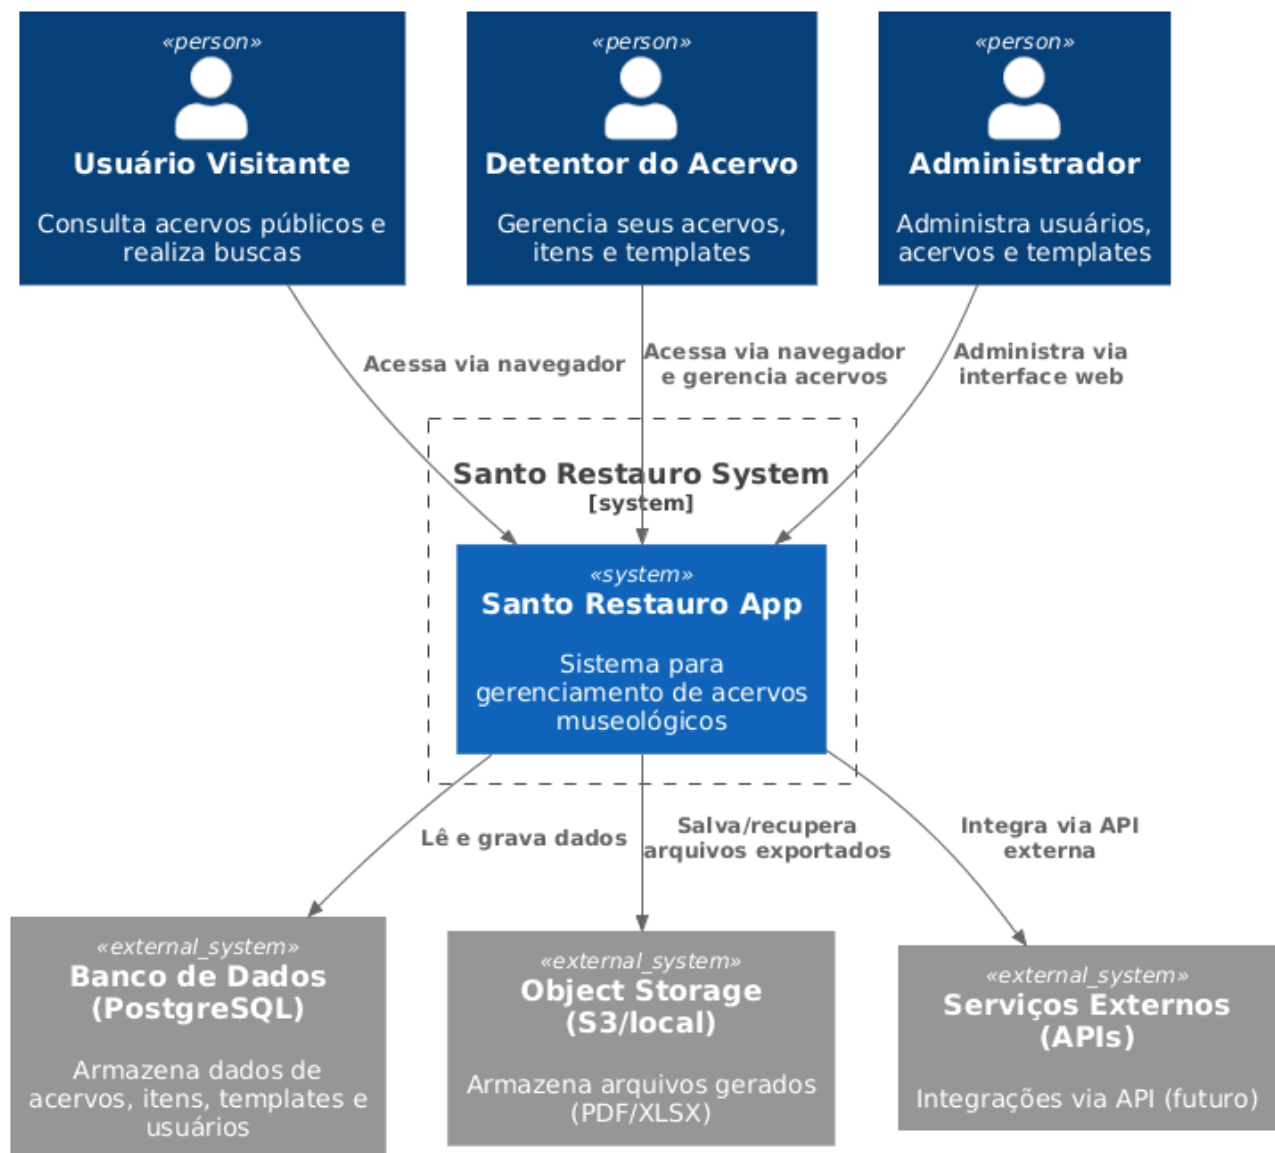 «person»
Usuário Visitante
Consulta acervos públicos e
realiza buscas
«person»
Detentor do Acervo
Gerencia seus acervos,
itens e templates
«person»
Administrador
Administra usuários,
acervos e templates
Acessa via navegador
Acessa via navegador
e gerencia acervos
Administra via
interface web
Santo Restauro System
[system]
«system»
Santo Restauro App
Sistema para
gerenciamento de acervos
museológicos
Lê e grava dados
Salva/recupera
arquivos exportados
Integra via API
externa
«external_system»
Banco de Dados
(PostgreSQL)
Armazena dados de
acervos, itens, templates e
usuários
«external_system»
Object Storage
(S3/local)
Armazena arquivos gerados
(PDF/XLSX)
«external_system»
Serviços Externos
(APIs)
Integrações via API (futuro)